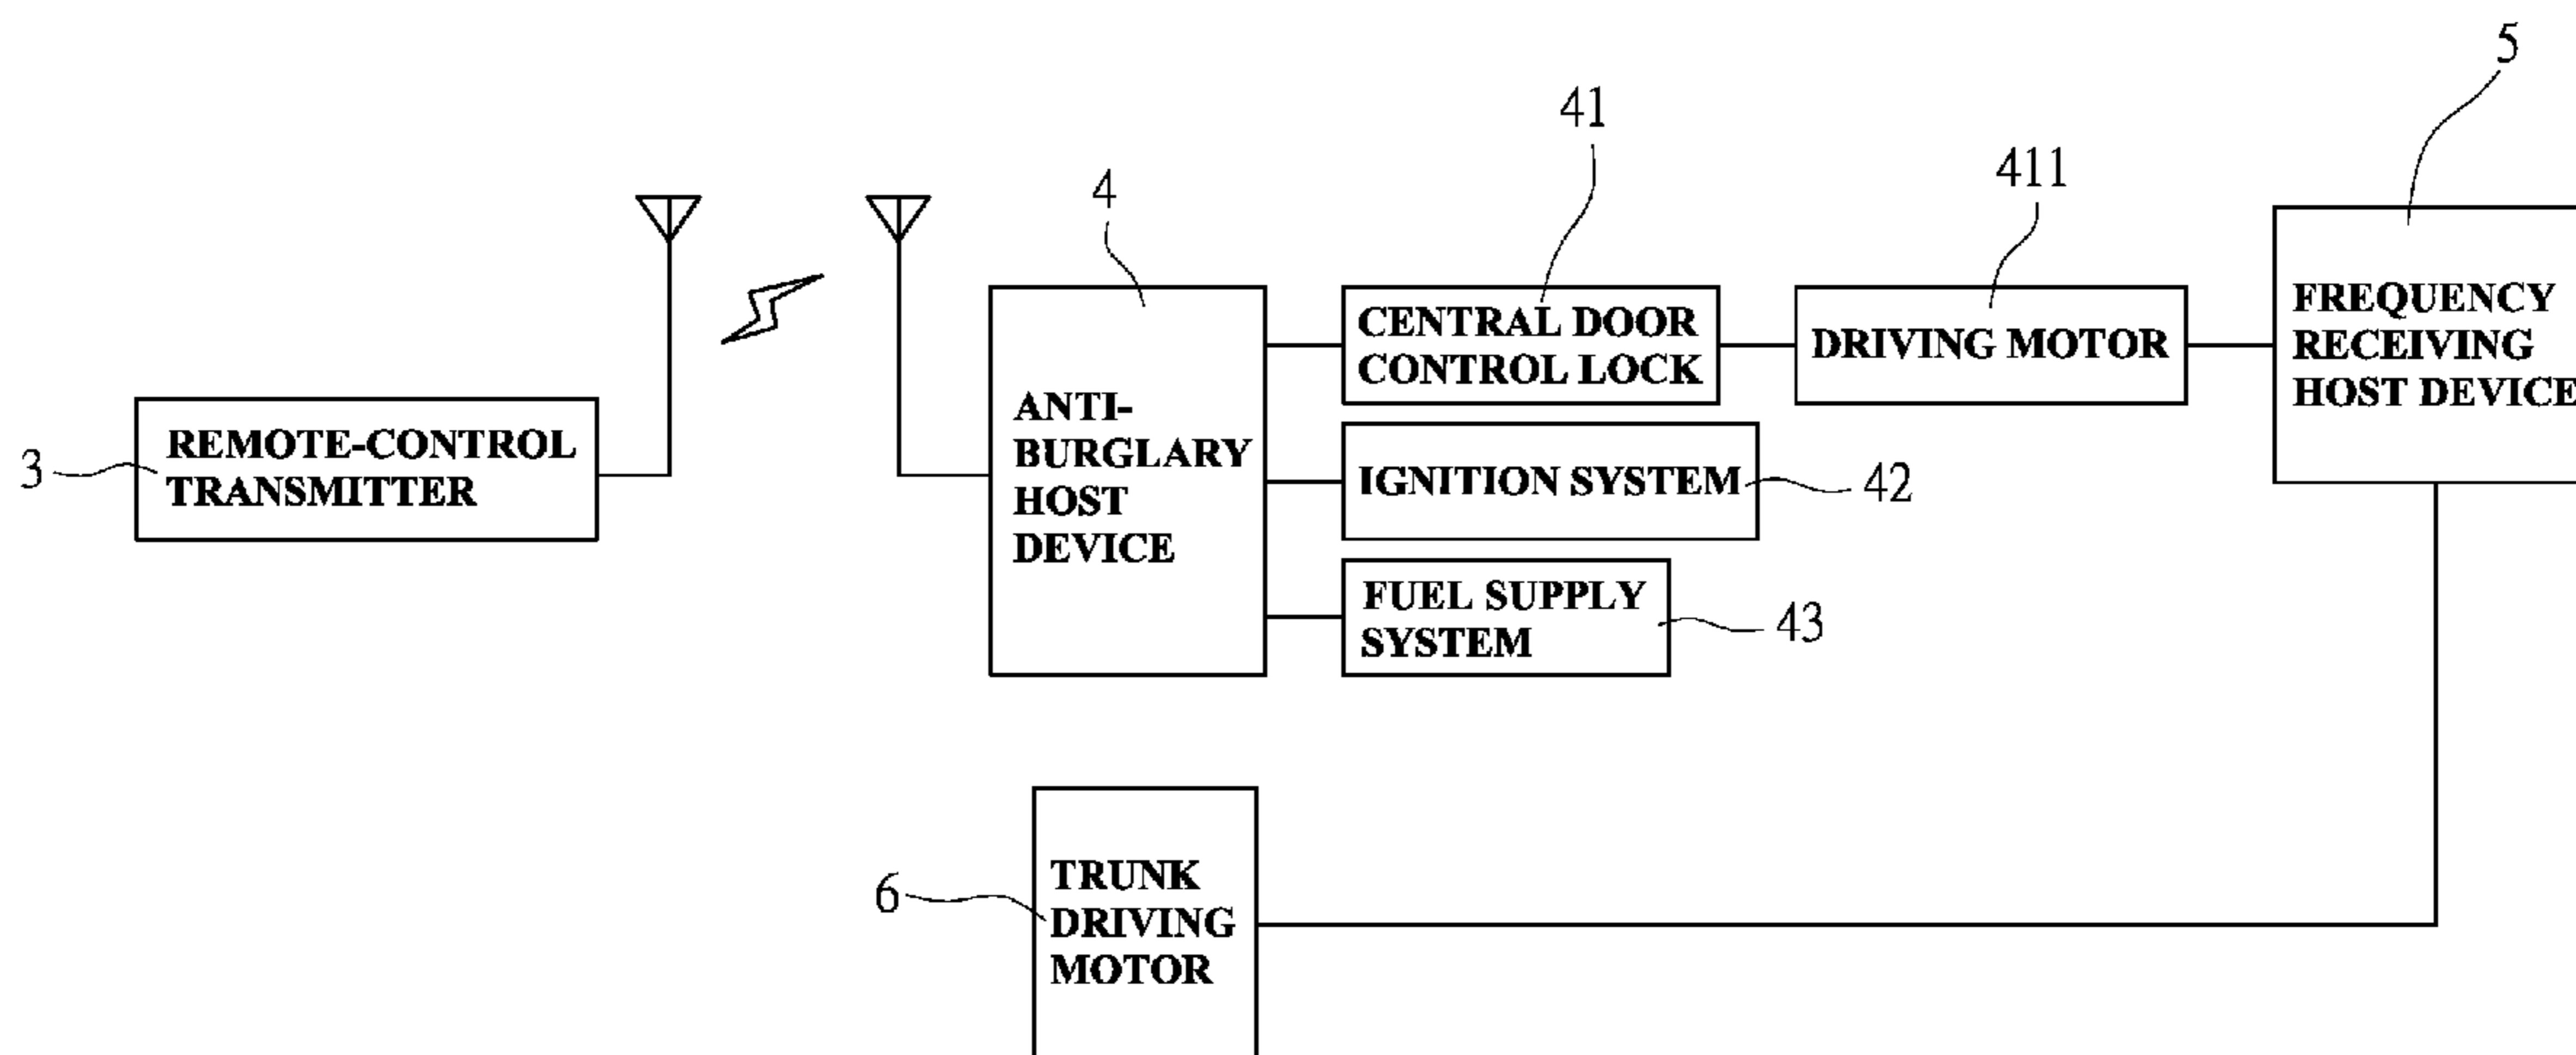 5
41
411
4
CENTRAL DOOR
CONTROL LOCK
DRIVING MOTOR
FREQUENCY
RECEIVING
HOST DEVICE
ANTI-
BURGLARY
HOST
DEVICE
3
REMOTE-CONTROL
TRANSMITTER
IGNITION SYSTEM
42
FUEL SUPPLY
SYSTEM
43
6
TRUNK
DRIVING
MOTOR